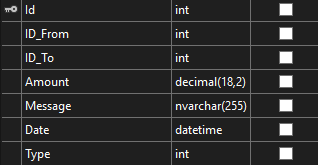 Id int
ID_From int
ID_To int
Amount decimal(18,2)
Message nvarchar(255)
Date datetime
Type int